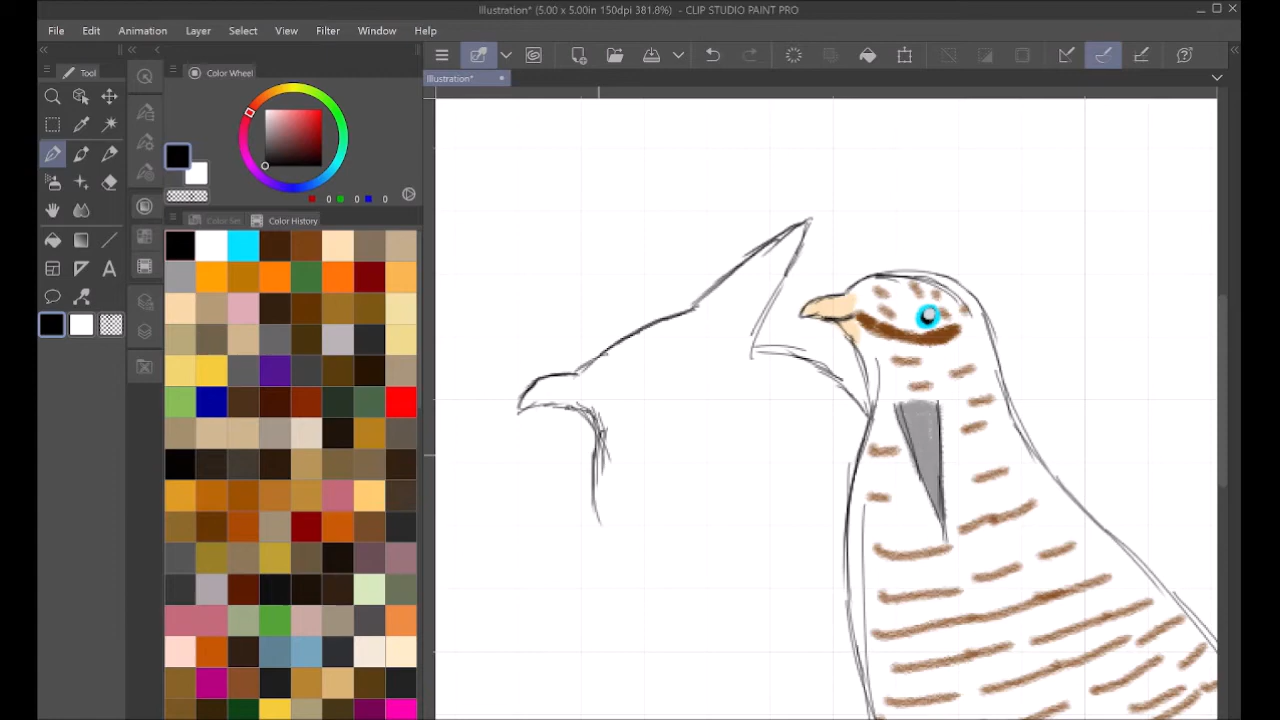 Illustration* (5.00 x 5.00in 150dpi 381.8%) - CLIP STUDIO PAINT PRO
File Edit Animation Layer Select View Filter Window Help
Tool
Color Wheel
Illustration*
0 0 0
Color Set Color History